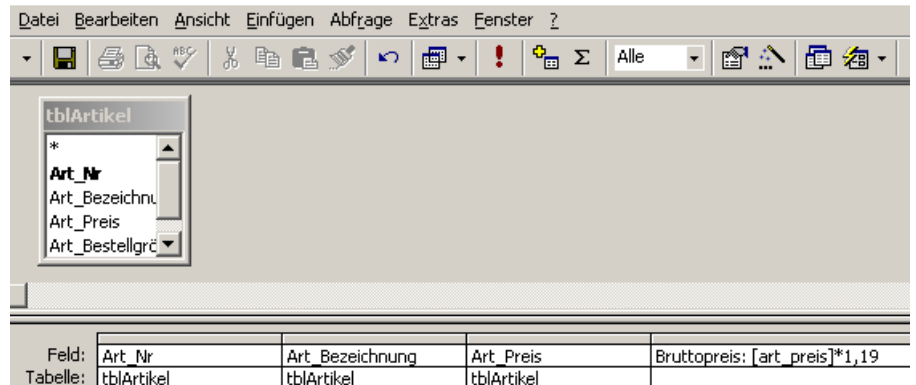 Datei Bearbeiten Ansicht Einfügen Abfrage Extras Fenster ?
ABC Σ Alle
tblArtikel
*
Art_Nr
Art_Bezeichnu
Art_Preis
Art_Bestellgrö
Feld: Art_Nr Art_Bezeichnung Art_Preis Bruttopreis: [art_preis]*1,19
Tabelle: tblArtikel tblArtikel tblArtikel